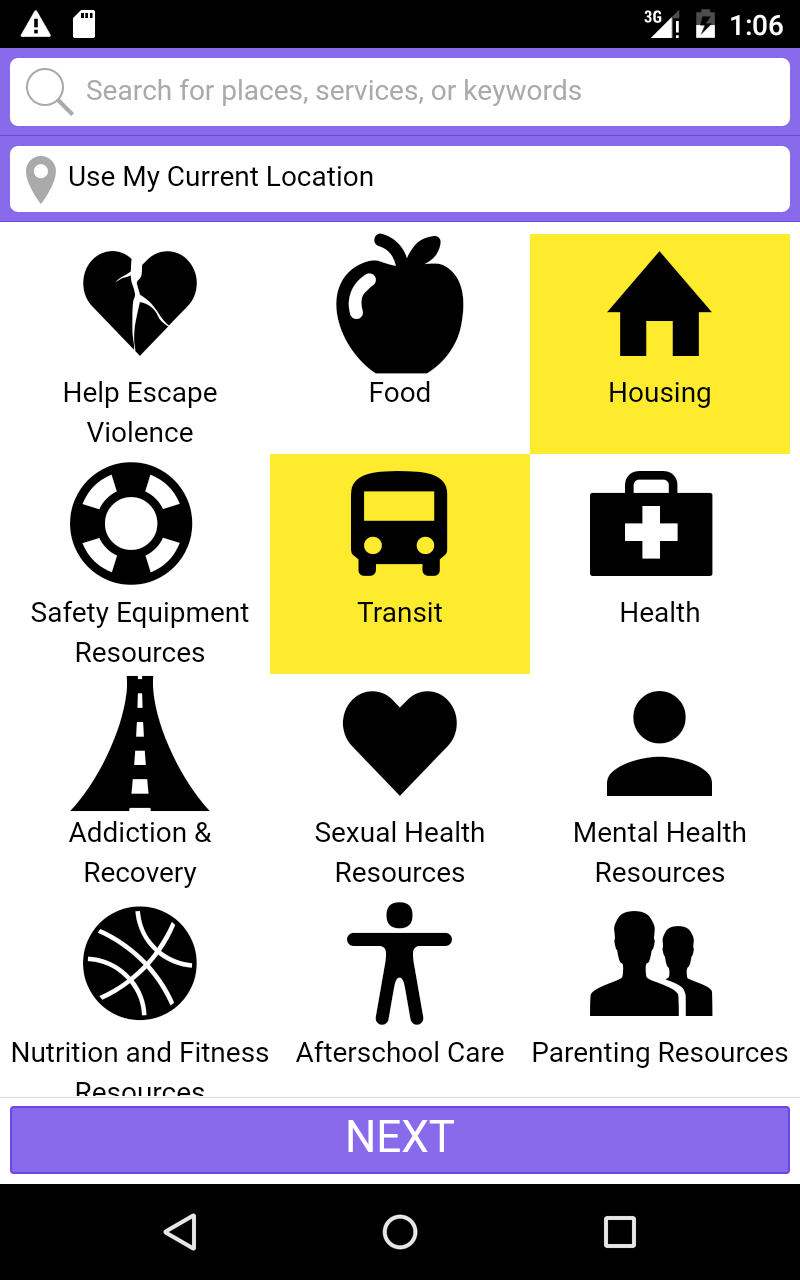 3G 1:06
Search for places, services, or keywords
Use My Current Location
Help Escape
Violence
Food
Housing
Safety Equipment
Resources
Transit
Health
Addiction &
Recovery
Sexual Health
Resources
Mental Health
Resources
Nutrition and Fitness
Resources
Afterschool Care
Parenting Resources
NEXT